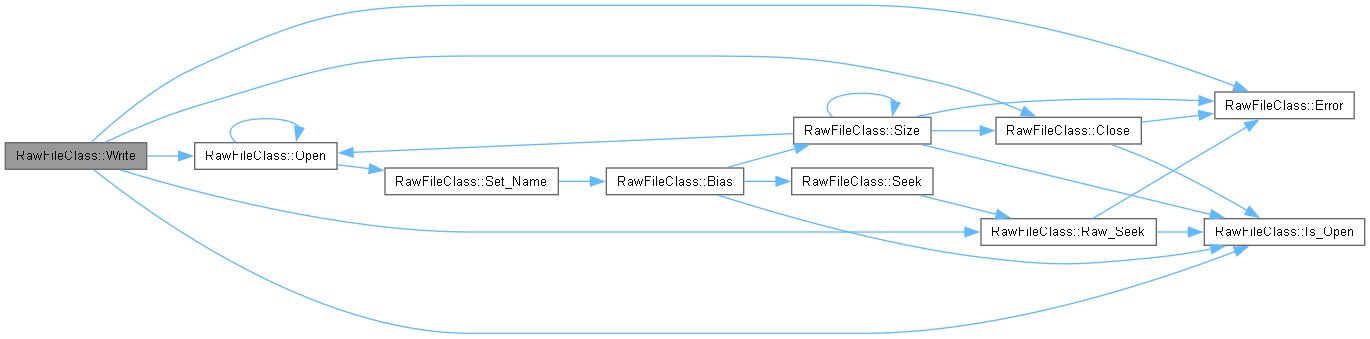 RawFileClass::Write
RawFileClass::Open
RawFileClass::Set_Name
RawFileClass::Bias
RawFileClass::Size
RawFileClass::Seek
RawFileClass::Close
RawFileClass::Raw_Seek
RawFileClass::Error
RawFileClass::Is_Open